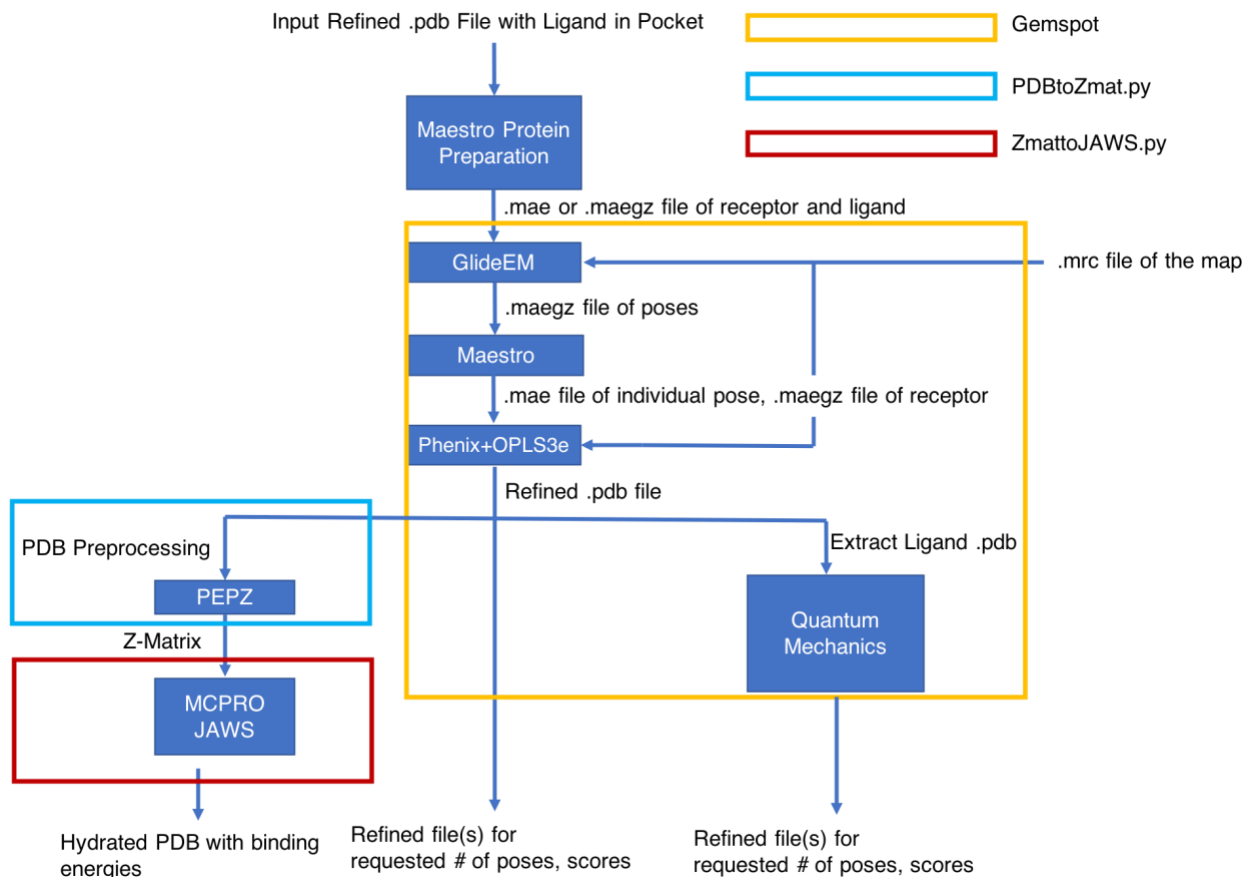 Input Refined .pdb File with Ligand in Pocket
Gemspot
PDBtoZmat.py
ZmattoJAWS.py
Maestro Protein
Preparation
.mae or .maegz file of receptor and ligand
GlideEM
.mrc file of the map
.maegz file of poses
Maestro
.mae file of individual pose, .maegz file of receptor
Phenix+OPLS3e
Refined .pdb file
PDB Preprocessing
Extract Ligand .pdb
PEPZ
Quantum
Mechanics
Z-Matrix
MCPRO
JAWS
Hydrated PDB with binding
energies
Refined file(s) for
requested # of poses, scores
Refined file(s) for
requested # of poses, scores